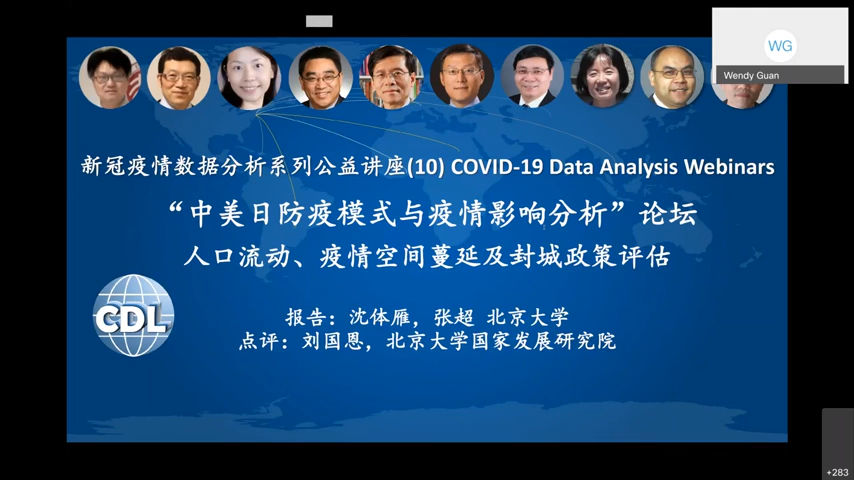 WG
Wendy Guan
新冠疫情数据分析系列公益讲座(10) COVID-19 Data Analysis Webinars
“中美日防疫模式与疫情影响分析”论坛
人口流动、疫情空间蔓延及封城政策评估
CDL
报告：沈体雁，张超 北京大学
点评：刘国恩，北京大学国家发展研究院
+283